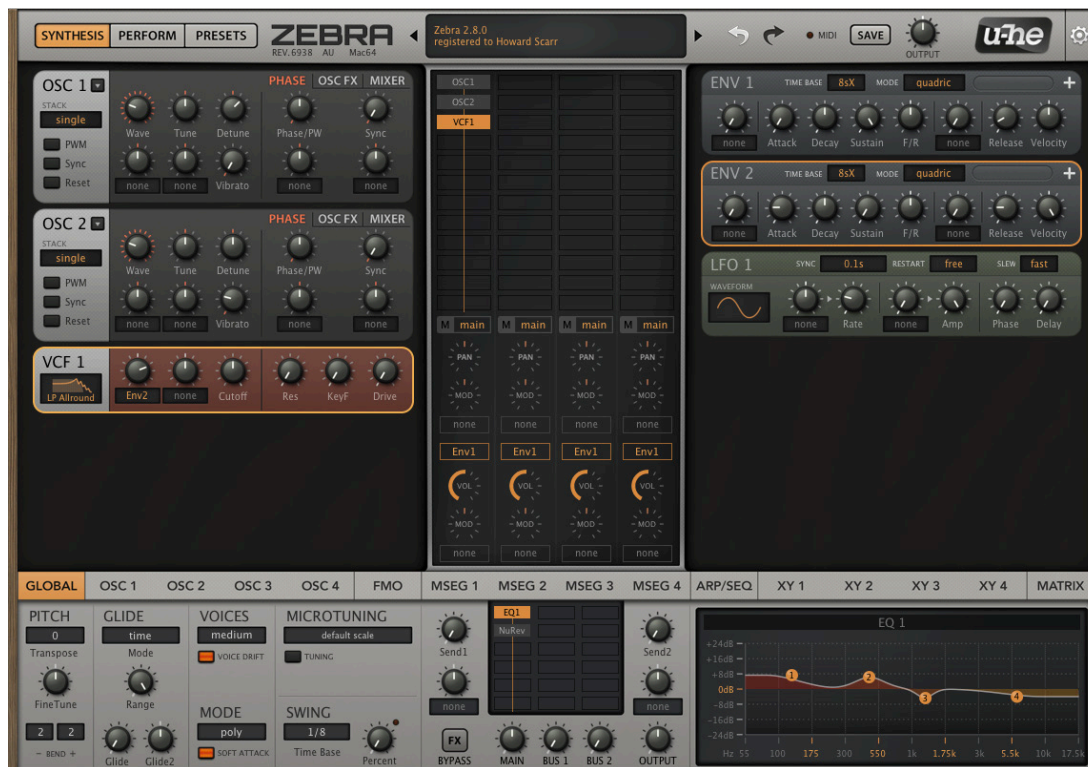 SYNTHESIS PERFORM PRESETS ZEBRA Zebra 2.8.0 MIDI SAVE u-he
REV.6938 AU Mac64 registered to Howard Scarr OUTPUT
OSC 1 PHASE OSC FX MIXER
STACK
single
PWM Wave Tune Detune Phase/PW Sync
Sync
Reset none none Vibrato none none
OSC 2 PHASE OSC FX MIXER
STACK
single
PWM Wave Tune Detune Phase/PW Sync
Sync
Reset none none Vibrato none none
VCF 1
LP Allround Env2 none Cutoff Res KeyF Drive
OSC1
OSC2
VCF1
M main M main M main M main
PAN PAN PAN PAN
MOD MOD MOD MOD
none none none none
Env1 Env1 Env1 Env1
VOL VOL VOL VOL
MOD MOD MOD MOD
none none none none
ENV 1 TIME BASE 8sX MODE quadric +
none Attack Decay Sustain F/R none Release Velocity
ENV 2 TIME BASE 8sX MODE quadric +
none Attack Decay Sustain F/R none Release Velocity
LFO 1 SYNC 0.1s RESTART free SLEW fast
WAVEFORM
none Rate none Amp Phase Delay
GLOBAL OSC 1 OSC 2 OSC 3 OSC 4 FMO MSEG 1 MSEG 2 MSEG 3 MSEG 4 ARP/SEQ XY 1 XY 2 XY 3 XY 4 MATRIX
PITCH GLIDE VOICES MICROTUNING
0 time medium default scale
Transpose Mode VOICE DRIFT TUNING
FineTune Range
MODE SWING
2 2 poly 1/8
- BEND + Glide Glide2 SOFT ATTACK Time Base Percent
EQ1
NuRev
Send1 Send2
none none
FX
BYPASS MAIN BUS 1 BUS 2 OUTPUT
EQ 1
+24dB
+16dB
+8dB 1 2
0dB
-8dB 3 4
-16dB
-24dB
Hz 55 100 175 300 550 1k 1.75k 3k 5.5k 10k 17.5k